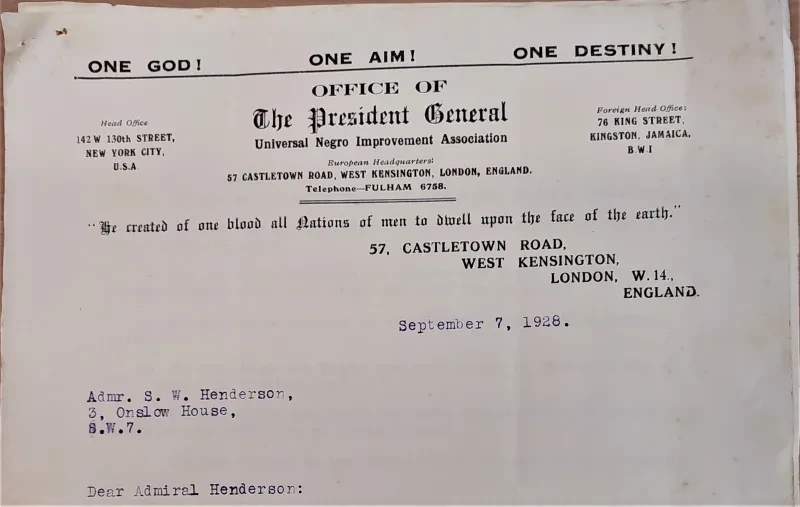 ONE GOD! ONE AIM! ONE DESTINY!
OFFICE OF
The President General
Universal Negro Improvement Association
European Headquarters:
57 CASTLETOWN ROAD, WEST KENSINGTON, LONDON, ENGLAND.
Telephone—FULHAM 6758.
Head Office
142 W 130th STREET,
NEW YORK CITY,
U.S.A
Foreign Head Office:
76 KING STREET,
KINGSTON, JAMAICA,
B.W.I
"He created of one blood all Nations of men to dwell upon the face of the earth."
57, CASTLETOWN ROAD,
WEST KENSINGTON,
LONDON, W.14.,
ENGLAND.
September 7, 1928.
Admr. S. W. Henderson,
3, Onslow House,
S.W.7.
Dear Admiral Henderson: